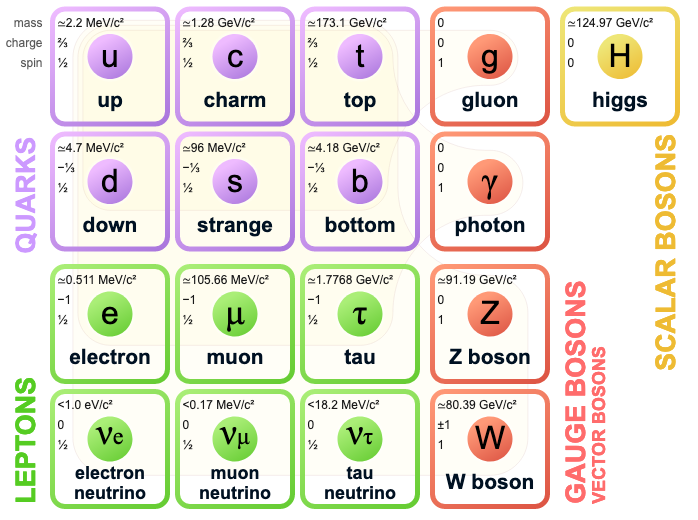 mass
charge
spin
≃2.2 MeV/c²
⅔
½
u
up
≃1.28 GeV/c²
⅔
½
c
charm
≃173.1 GeV/c²
⅔
½
t
top
0
0
1
g
gluon
≃124.97 GeV/c²
0
0
H
higgs
QUARKS
≃4.7 MeV/c²
−⅓
½
d
down
≃96 MeV/c²
−⅓
½
s
strange
≃4.18 GeV/c²
−⅓
½
b
bottom
0
0
1
γ
photon
SCALAR BOSONS
LEPTONS
≃0.511 MeV/c²
−1
½
e
electron
≃105.66 MeV/c²
−1
½
μ
muon
≃1.7768 GeV/c²
−1
½
τ
tau
≃91.19 GeV/c²
0
1
Z
Z boson
GAUGE BOSONS
VECTOR BOSONS
<1.0 eV/c²
0
½
νe
electron
neutrino
<0.17 MeV/c²
0
½
νμ
muon
neutrino
<18.2 MeV/c²
0
½
ντ
tau
neutrino
≃80.39 GeV/c²
±1
1
W
W boson